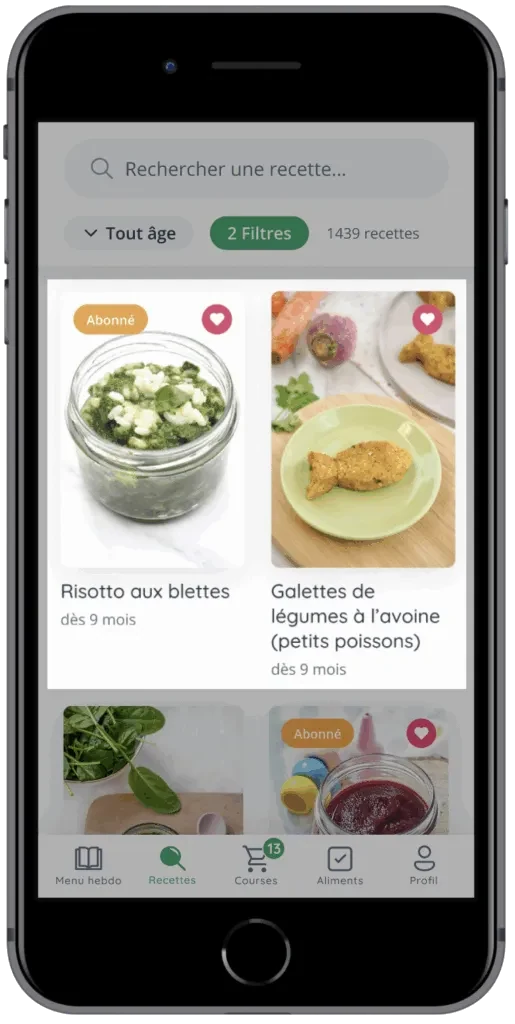 Rechercher une recette...
Tout âge
2 Filtres
1439 recettes
Abonné
Risotto aux blettes
dès 9 mois
Galettes de
légumes à l'avoine
(petits poissons)
dès 9 mois
Abonné
13
Menu hebdo
Recettes
Courses
Aliments
Profil